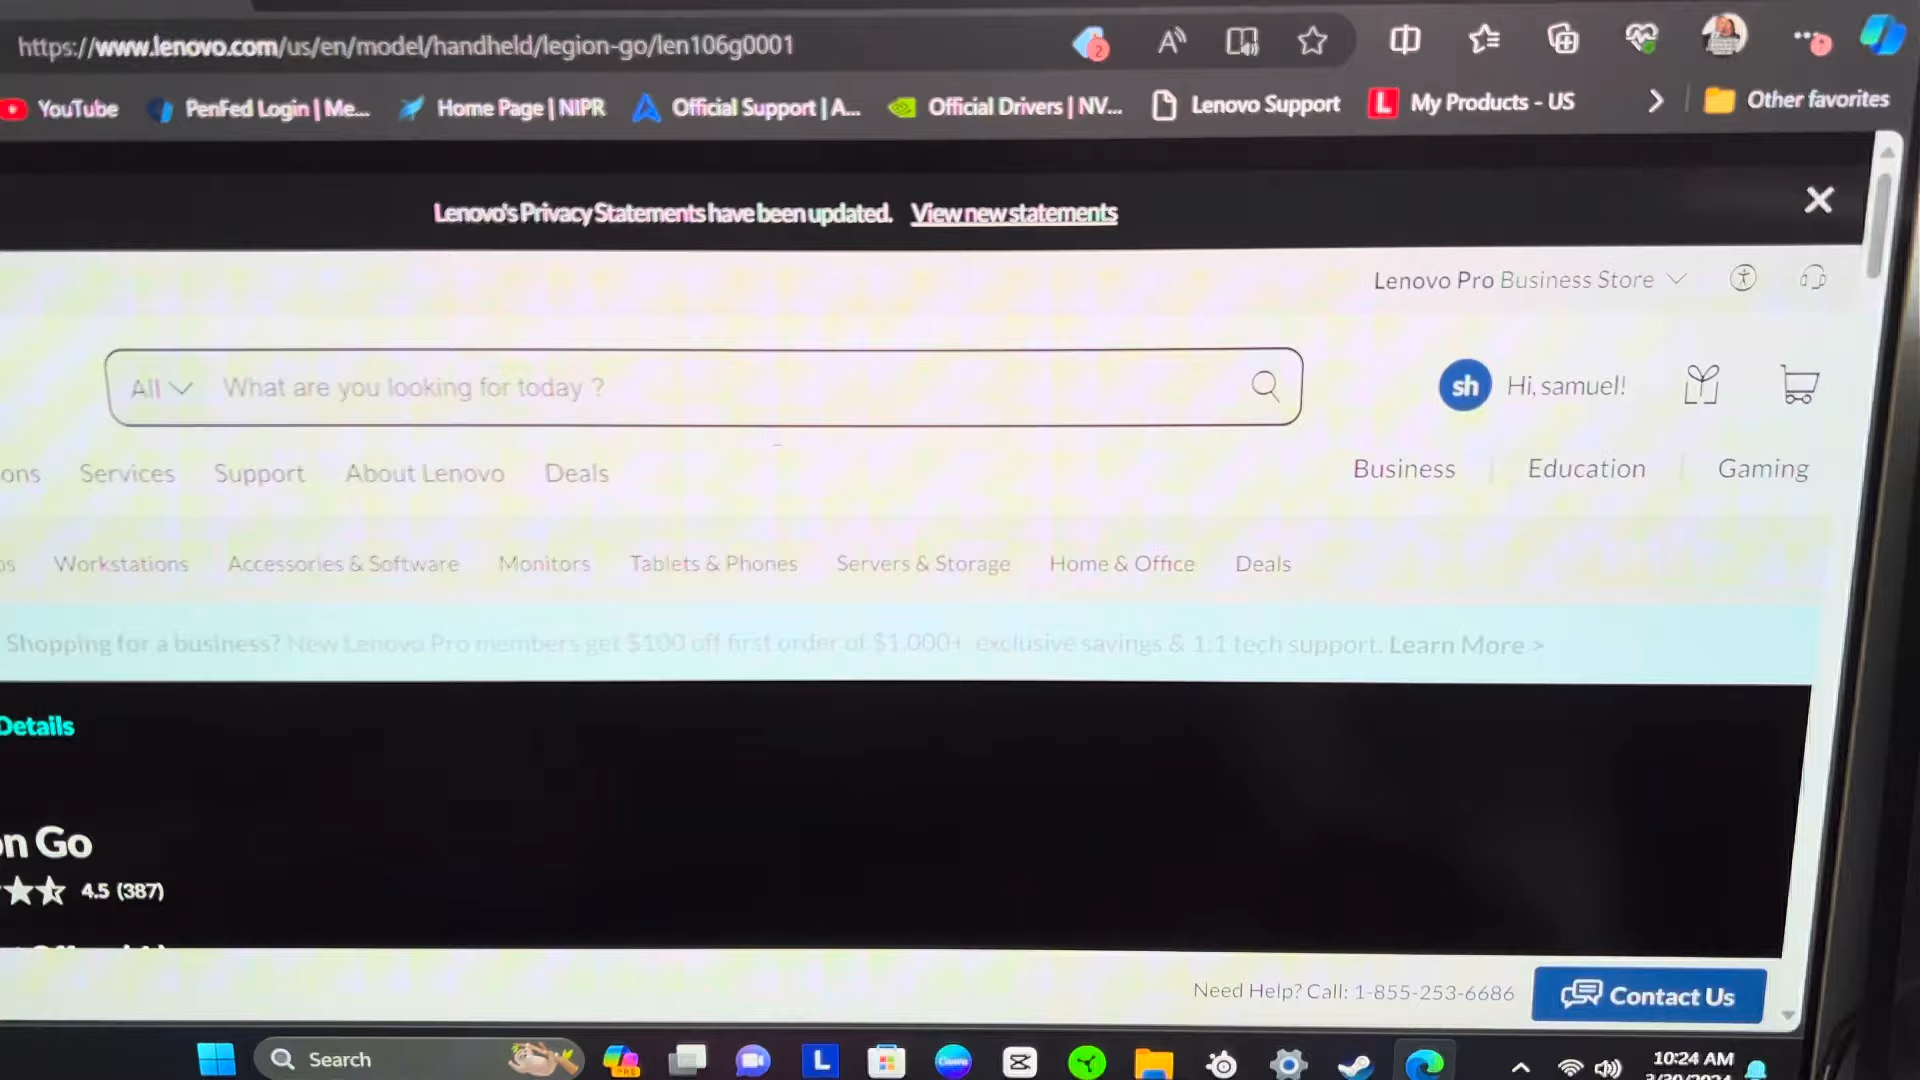 https://www.lenovo.com/us/en/model/handheld/legion-go/len106g0001
2
YouTube PenFed Login | Me... Home Page | NIPR Official Support | A... Official Drivers | NV... Lenovo Support L My Products - US Other favorites
Lenovo's Privacy Statements have been updated. View new statements
Lenovo Pro Business Store
All What are you looking for today ?
sh Hi, samuel!
ons Services Support About Lenovo Deals Business Education Gaming
Workstations Accessories & Software Monitors Tablets & Phones Servers & Storage Home & Office Deals
Shopping for a business? New Lenovo Pro members get $100 off first order of $1,000+ exclusive savings & 1:1 tech support. Learn More >
Details
on Go
4.5 (387)
Need Help? Call: 1-855-253-6686 Contact Us
Search PRE L Canva 10:24 AM